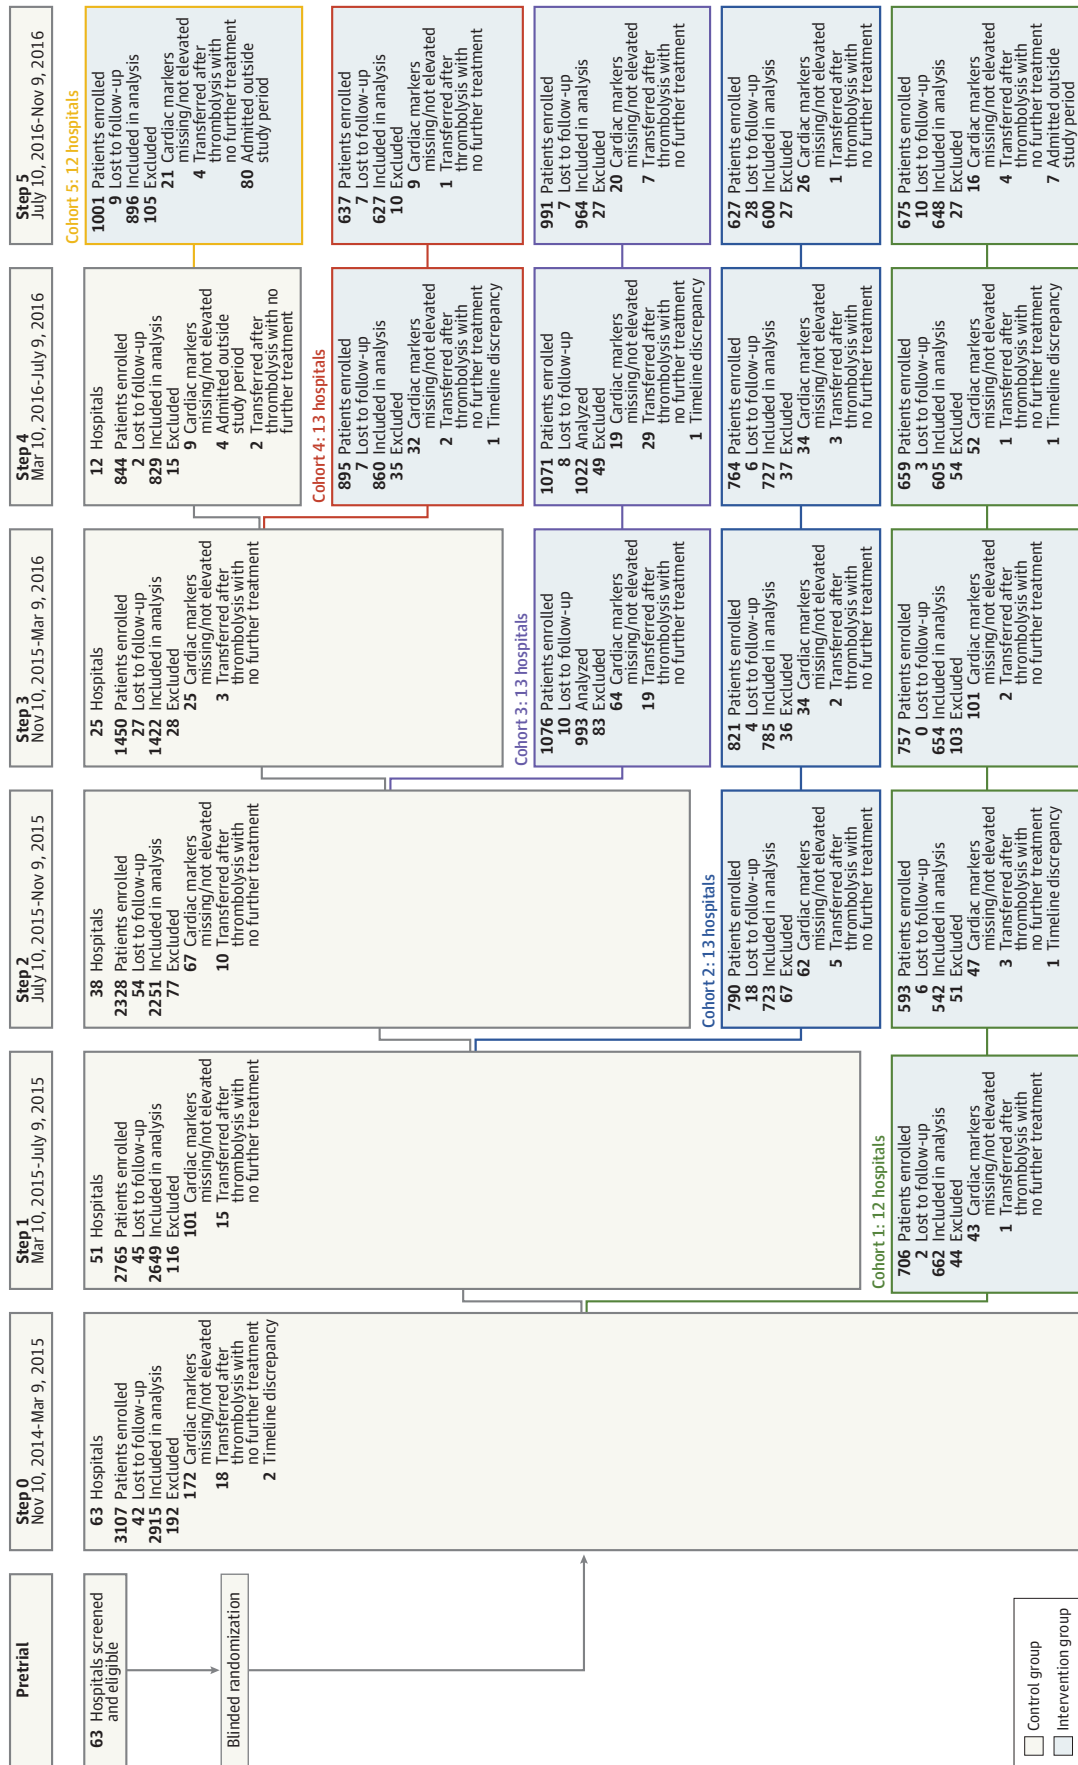 Pretrial
63 Hospitals screened
and eligible
Blinded randomization
Control group
Intervention group
Step 0
Nov 10, 2014-Mar 9, 2015
63 Hospitals
3107 Patients enrolled
42 Lost to follow-up
2915 Included in analysis
192 Excluded
172 Cardiac markers
missing/not elevated
18 Transferred after
thrombolysis with
no further treatment
2 Timeline discrepancy
Step 1
Mar 10, 2015-July 9, 2015
51 Hospitals
2765 Patients enrolled
45 Lost to follow-up
2649 Included in analysis
116 Excluded
101 Cardiac markers
missing/not elevated
15 Transferred after
thrombolysis with
no further treatment
Cohort 1: 12 hospitals
706 Patients enrolled
2 Lost to follow-up
662 Included in analysis
44 Excluded
43 Cardiac markers
missing/not elevated
1 Transferred after
thrombolysis with
no further treatment
Step 2
July 10, 2015-Nov 9, 2015
38 Hospitals
2328 Patients enrolled
54 Lost to follow-up
2251 Included in analysis
77 Excluded
67 Cardiac markers
missing/not elevated
10 Transferred after
thrombolysis with
no further treatment
Cohort 2: 13 hospitals
790 Patients enrolled
18 Lost to follow-up
723 Included in analysis
67 Excluded
62 Cardiac markers
missing/not elevated
5 Transferred after
thrombolysis with
no further treatment
593 Patients enrolled
6 Lost to follow-up
542 Included in analysis
51 Excluded
47 Cardiac markers
missing/not elevated
3 Transferred after
thrombolysis with
no further treatment
1 Timeline discrepancy
Step 3
Nov 10, 2015-Mar 9, 2016
25 Hospitals
1450 Patients enrolled
27 Lost to follow-up
1422 Included in analysis
28 Excluded
25 Cardiac markers
missing/not elevated
3 Transferred after
thrombolysis with
no further treatment
Cohort 3: 13 hospitals
1076 Patients enrolled
10 Lost to follow-up
993 Analyzed
83 Excluded
64 Cardiac markers
missing/not elevated
19 Transferred after
thrombolysis with
no further treatment
821 Patients enrolled
4 Lost to follow-up
785 Included in analysis
36 Excluded
34 Cardiac markers
missing/not elevated
2 Transferred after
thrombolysis with
no further treatment
757 Patients enrolled
0 Lost to follow-up
654 Included in analysis
103 Excluded
101 Cardiac markers
missing/not elevated
2 Transferred after
thrombolysis with
no further treatment
Step 4
Mar 10, 2016-July 9, 2016
12 Hospitals
844 Patients enrolled
2 Lost to follow-up
829 Included in analysis
15 Excluded
9 Cardiac markers
missing/not elevated
4 Admitted outside
study period
2 Transferred after
thrombolysis with no
further treatment
Cohort 4: 13 hospitals
895 Patients enrolled
7 Lost to follow-up
860 Included in analysis
35 Excluded
32 Cardiac markers
missing/not elevated
2 Transferred after
thrombolysis with
no further treatment
1 Timeline discrepancy
1071 Patients enrolled
8 Lost to follow-up
1022 Analyzed
49 Excluded
19 Cardiac markers
missing/not elevated
29 Transferred after
thrombolysis with
no further treatment
1 Timeline discrepancy
764 Patients enrolled
6 Lost to follow-up
727 Included in analysis
37 Excluded
34 Cardiac markers
missing/not elevated
3 Transferred after
thrombolysis with
no further treatment
659 Patients enrolled
3 Lost to follow-up
605 Included in analysis
54 Excluded
52 Cardiac markers
missing/not elevated
1 Transferred after
thrombolysis with
no further treatment
1 Timeline discrepancy
Step 5
July 10, 2016-Nov 9, 2016
Cohort 5: 12 hospitals
1001 Patients enrolled
9 Lost to follow-up
896 Included in analysis
105 Excluded
21 Cardiac markers
missing/not elevated
4 Transferred after
thrombolysis with
no further treatment
80 Admitted outside
study period
637 Patients enrolled
7 Lost to follow-up
627 Included in analysis
10 Excluded
9 Cardiac markers
missing/not elevated
1 Transferred after
thrombolysis with
no further treatment
991 Patients enrolled
7 Lost to follow-up
964 Included in analysis
27 Excluded
20 Cardiac markers
missing/not elevated
7 Transferred after
thrombolysis with
no further treatment
627 Patients enrolled
28 Lost to follow-up
600 Included in analysis
27 Excluded
26 Cardiac markers
missing/not elevated
1 Transferred after
thrombolysis with
no further treatment
675 Patients enrolled
10 Lost to follow-up
648 Included in analysis
27 Excluded
16 Cardiac markers
missing/not elevated
4 Transferred after
thrombolysis with
no further treatment
7 Admitted outside
study period